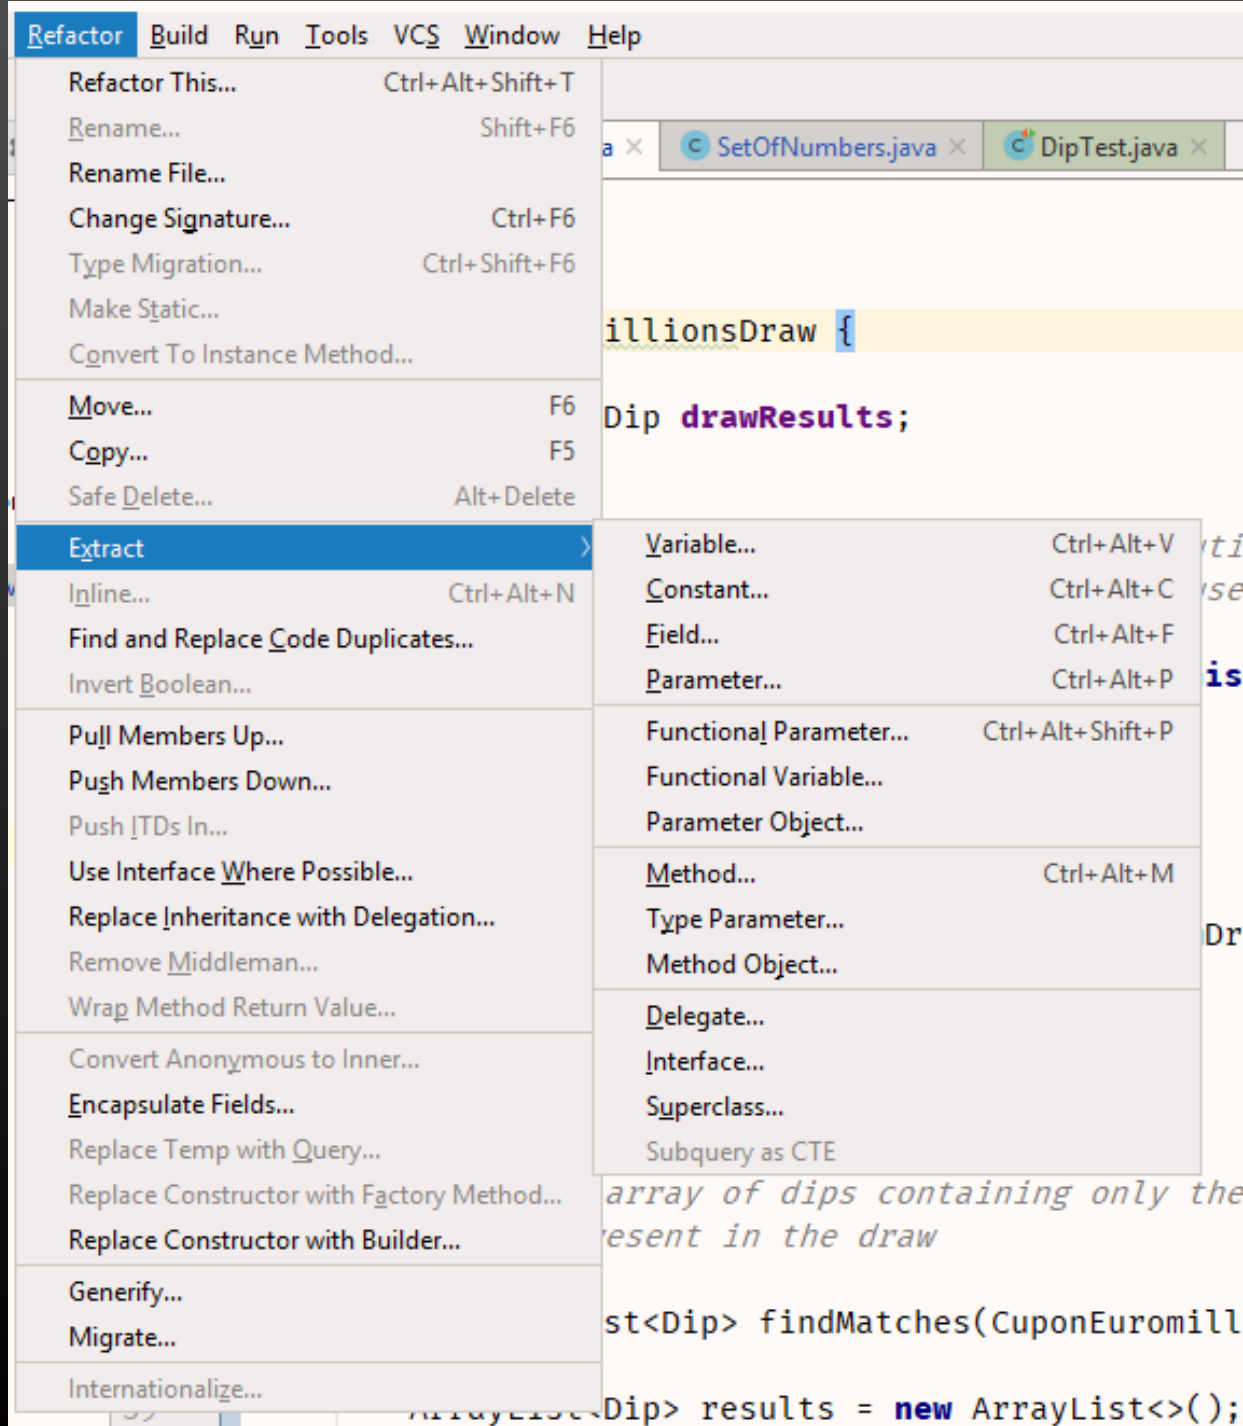 Refactor Build Run Tools VCS Window Help
Refactor This... Ctrl+Alt+Shift+T
Rename... Shift+F6
Rename File...
Change Signature... Ctrl+F6
Type Migration... Ctrl+Shift+F6
Make Static...
Convert To Instance Method...
Move... F6
Copy... F5
Safe Delete... Alt+Delete
Extract
Inline... Ctrl+Alt+N
Find and Replace Code Duplicates...
Invert Boolean...
Pull Members Up...
Push Members Down...
Push ITDs In...
Use Interface Where Possible...
Replace Inheritance with Delegation...
Remove Middleman...
Wrap Method Return Value...
Convert Anonymous to Inner...
Encapsulate Fields...
Replace Temp with Query...
Replace Constructor with Factory Method...
Replace Constructor with Builder...
Generify...
Migrate...
Internationalize...
Variable... Ctrl+Alt+V
Constant... Ctrl+Alt+C
Field... Ctrl+Alt+F
Parameter... Ctrl+Alt+P
Functional Parameter... Ctrl+Alt+Shift+P
Functional Variable...
Parameter Object...
Method... Ctrl+Alt+M
Type Parameter...
Method Object...
Delegate...
Interface...
Superclass...
Subquery as CTE
a SetOfNumbers.java DipTest.java
illionsDraw {
Dip drawResults;
is
Dr
array of dips containing only the
esent in the draw
st<Dip> findMatches(CuponEuromill
<Dip> results = new ArrayList<>();